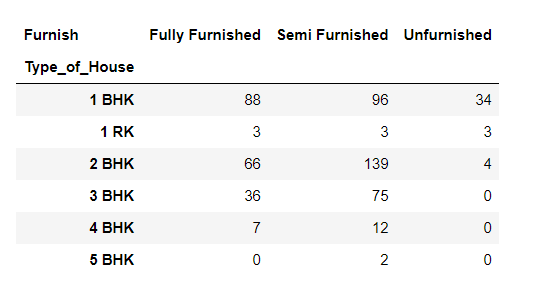 Furnish Fully Furnished Semi Furnished Unfurnished
Type_of_House
1 BHK 88 96 34
1 RK 3 3 3
2 BHK 66 139 4
3 BHK 36 75 0
4 BHK 7 12 0
5 BHK 0 2 0